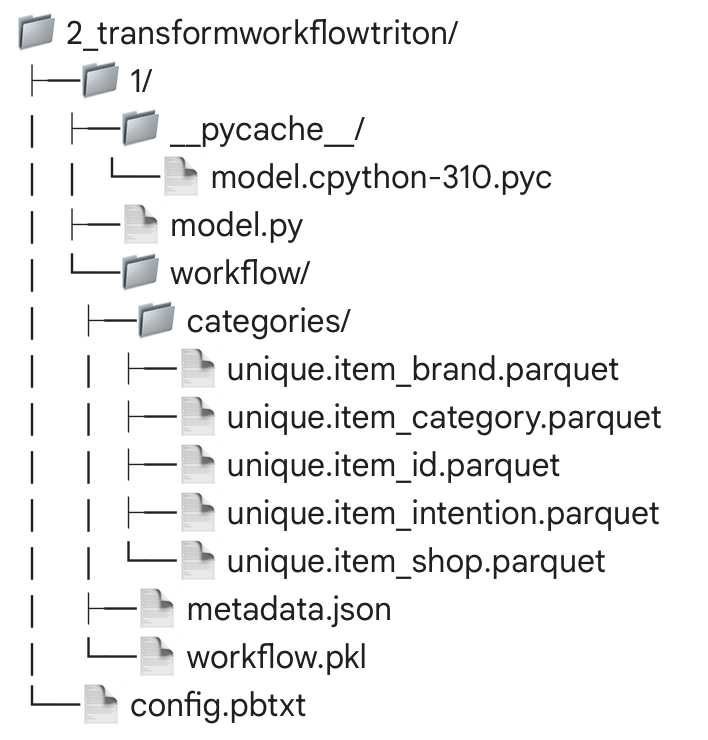 2_transformworkflowtriton/
1/
__pycache__/
model.cpython-310.pyc
model.py
workflow/
categories/
unique.item_brand.parquet
unique.item_category.parquet
unique.item_id.parquet
unique.item_intention.parquet
unique.item_shop.parquet
metadata.json
workflow.pkl
config.pbtxt